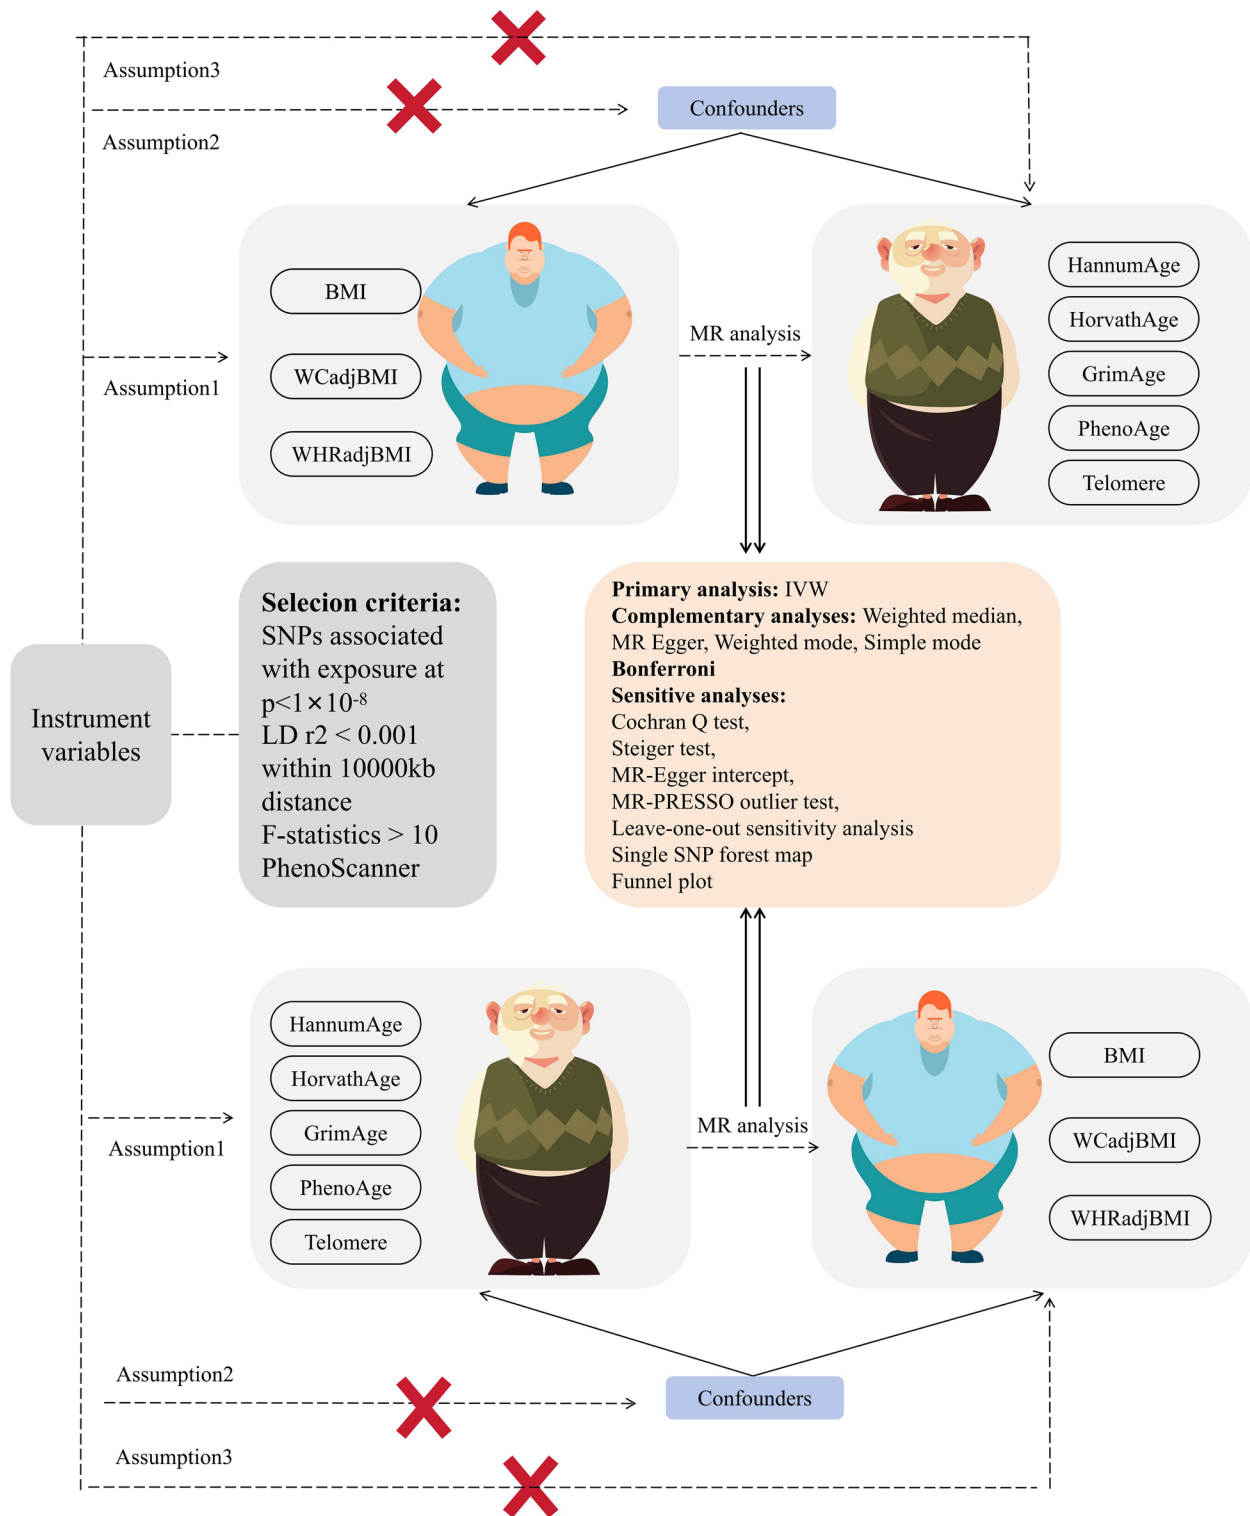 Assumption3
Assumption2
Confounders
BMI
WCadjBMI
WHRadjBMI
Assumption1
MR analysis
HannumAge
HorvathAge
GrimAge
PhenoAge
Telomere
Instrument
variables
Selecion criteria:
SNPs associated
with exposure at
p<1×10⁻⁸
LD r2 < 0.001
within 10000kb
distance
F-statistics > 10
PhenoScanner
Primary analysis: IVW
Complementary analyses: Weighted median,
MR Egger, Weighted mode, Simple mode
Bonferroni
Sensitive analyses:
Cochran Q test,
Steiger test,
MR-Egger intercept,
MR-PRESSO outlier test,
Leave-one-out sensitivity analysis
Single SNP forest map
Funnel plot
HannumAge
HorvathAge
GrimAge
PhenoAge
Telomere
Assumption1
MR analysis
BMI
WCadjBMI
WHRadjBMI
Assumption2
Confounders
Assumption3